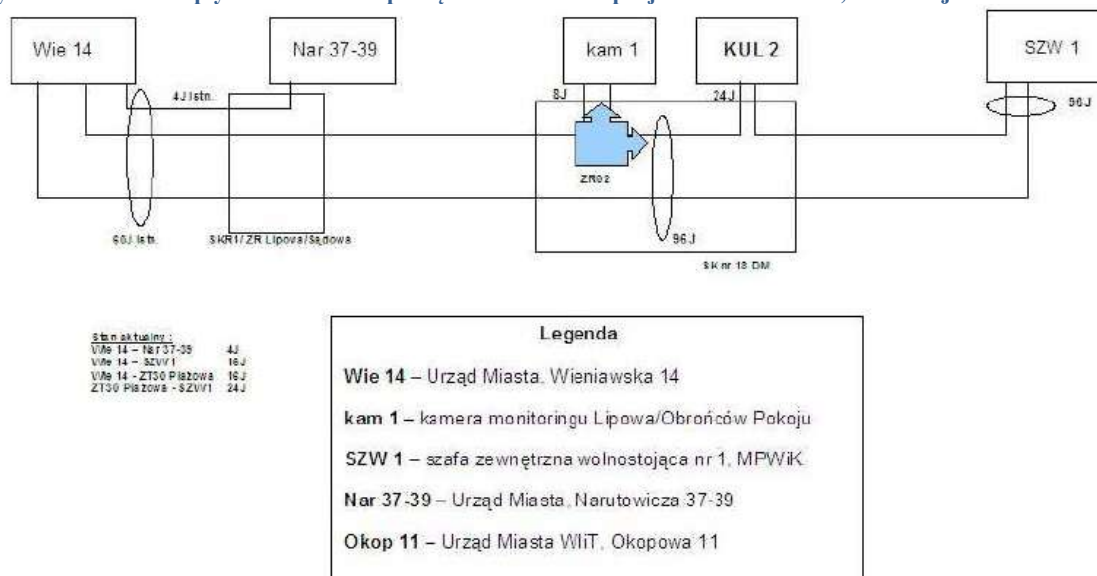 Wie 14
Nar 37-39
kam 1
KUL 2
SZW 1
4J istn.
8J
24J
96J
ZR02
60J istn.
SKR1/ZR Lipowa/Sądowa
96J
SK nr 18 DM
Stan aktualny :
Wie 14 – Nar 37-39 4J
Wie 14 – SZW1 16J
Wie 14 - ZT30 Plażowa 16J
ZT30 Plażowa - SZW1 24J
Legenda
Wie 14 – Urząd Miasta, Wieniawska 14
kam 1 – kamera monitoringu Lipowa/Obrońców Pokoju
SZW 1 – szafa zewnętrzna wolnostojąca nr 1, MPWiK
Nar 37-39 – Urząd Miasta, Narutowicza 37-39
Okop 11 – Urząd Miasta WIiT, Okopowa 11